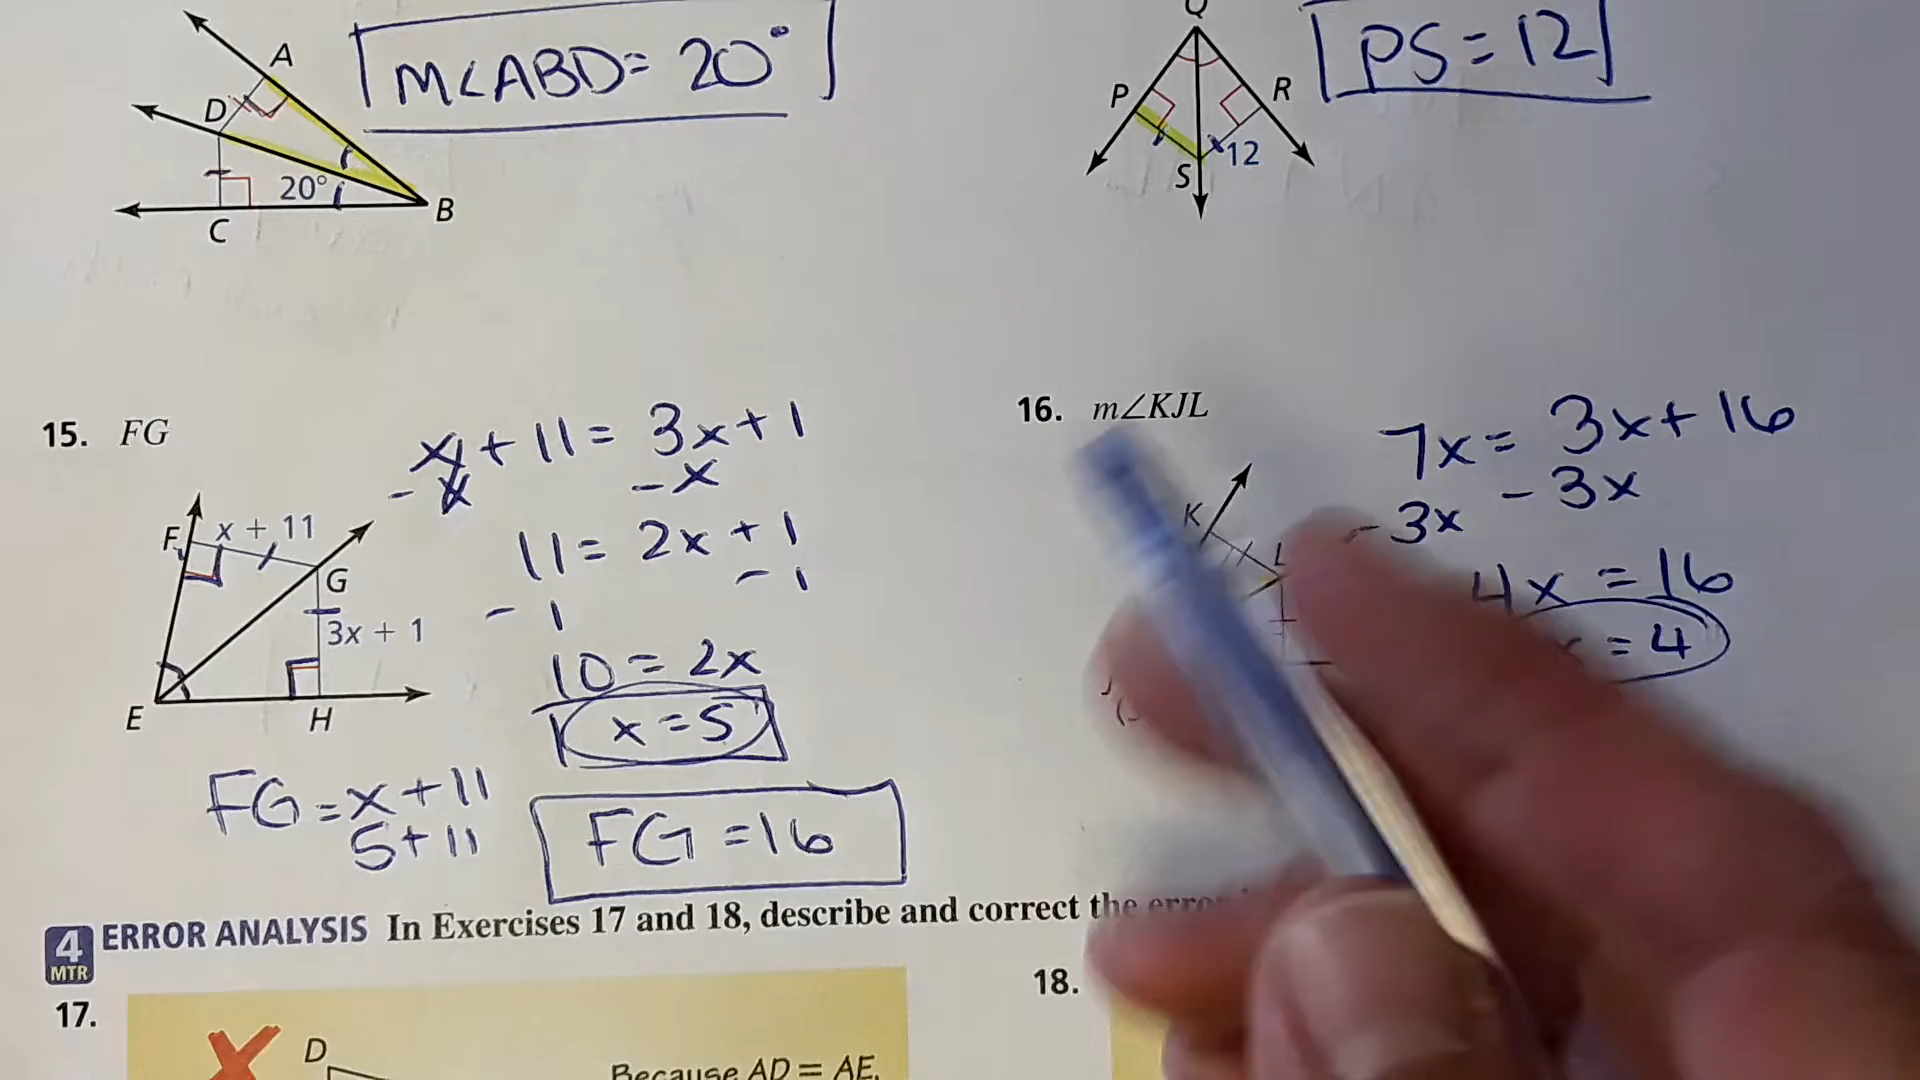 A
D
20°
C
B
m∠ABD = 20°
Q
P
R
12
S
PS = 12
15. FG
F
x + 11
G
3x + 1
E
H
x + 11 = 3x + 1
- x - x
11 = 2x + 1
- 1 - 1
10 = 2x
x = 5
FG = x + 11
5 + 11
FG = 16
16. m∠KJL
K
L
7x = 3x + 16
- 3x - 3x
4x = 16
= 4
4
MTR
ERROR ANALYSIS In Exercises 17 and 18, describe and correct the
17.
D
Because AD = AE,
18.